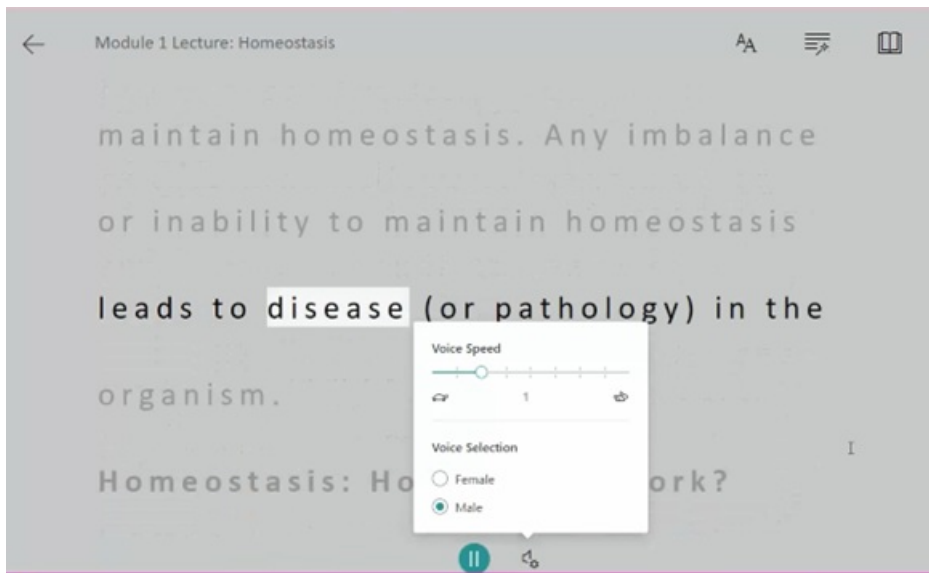 Module 1 Lecture: Homeostasis
AA
maintain homeostasis. Any imbalance
or inability to maintain homeostasis
leads to disease (or pathology) in the
organism.
Homeostasis: Ho ork?
Voice Speed
1
Voice Selection
Female
Male